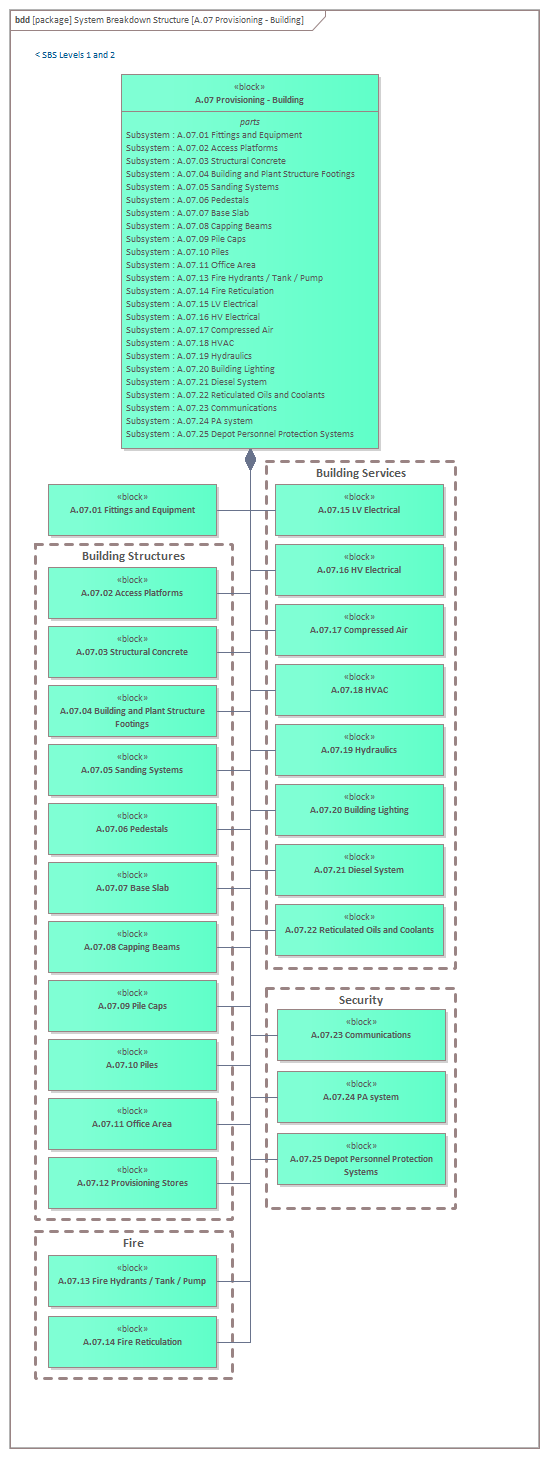 bdd [package] System Breakdown Structure [A.07 Provisioning - Building]
< SBS Levels 1 and 2
«block»
A.07 Provisioning - Building
parts
Subsystem : A.07.01 Fittings and Equipment
Subsystem : A.07.02 Access Platforms
Subsystem : A.07.03 Structural Concrete
Subsystem : A.07.04 Building and Plant Structure Footings
Subsystem : A.07.05 Sanding Systems
Subsystem : A.07.06 Pedestals
Subsystem : A.07.07 Base Slab
Subsystem : A.07.08 Capping Beams
Subsystem : A.07.09 Pile Caps
Subsystem : A.07.10 Piles
Subsystem : A.07.11 Office Area
Subsystem : A.07.13 Fire Hydrants / Tank / Pump
Subsystem : A.07.14 Fire Reticulation
Subsystem : A.07.15 LV Electrical
Subsystem : A.07.16 HV Electrical
Subsystem : A.07.17 Compressed Air
Subsystem : A.07.18 HVAC
Subsystem : A.07.19 Hydraulics
Subsystem : A.07.20 Building Lighting
Subsystem : A.07.21 Diesel System
Subsystem : A.07.22 Reticulated Oils and Coolants
Subsystem : A.07.23 Communications
Subsystem : A.07.24 PA system
Subsystem : A.07.25 Depot Personnel Protection Systems
«block»
A.07.01 Fittings and Equipment
Building Structures
«block»
A.07.02 Access Platforms
«block»
A.07.03 Structural Concrete
«block»
A.07.04 Building and Plant Structure
Footings
«block»
A.07.05 Sanding Systems
«block»
A.07.06 Pedestals
«block»
A.07.07 Base Slab
«block»
A.07.08 Capping Beams
«block»
A.07.09 Pile Caps
«block»
A.07.10 Piles
«block»
A.07.11 Office Area
«block»
A.07.12 Provisioning Stores
Fire
«block»
A.07.13 Fire Hydrants / Tank / Pump
«block»
A.07.14 Fire Reticulation
Building Services
«block»
A.07.15 LV Electrical
«block»
A.07.16 HV Electrical
«block»
A.07.17 Compressed Air
«block»
A.07.18 HVAC
«block»
A.07.19 Hydraulics
«block»
A.07.20 Building Lighting
«block»
A.07.21 Diesel System
«block»
A.07.22 Reticulated Oils and Coolants
Security
«block»
A.07.23 Communications
«block»
A.07.24 PA system
«block»
A.07.25 Depot Personnel Protection
Systems